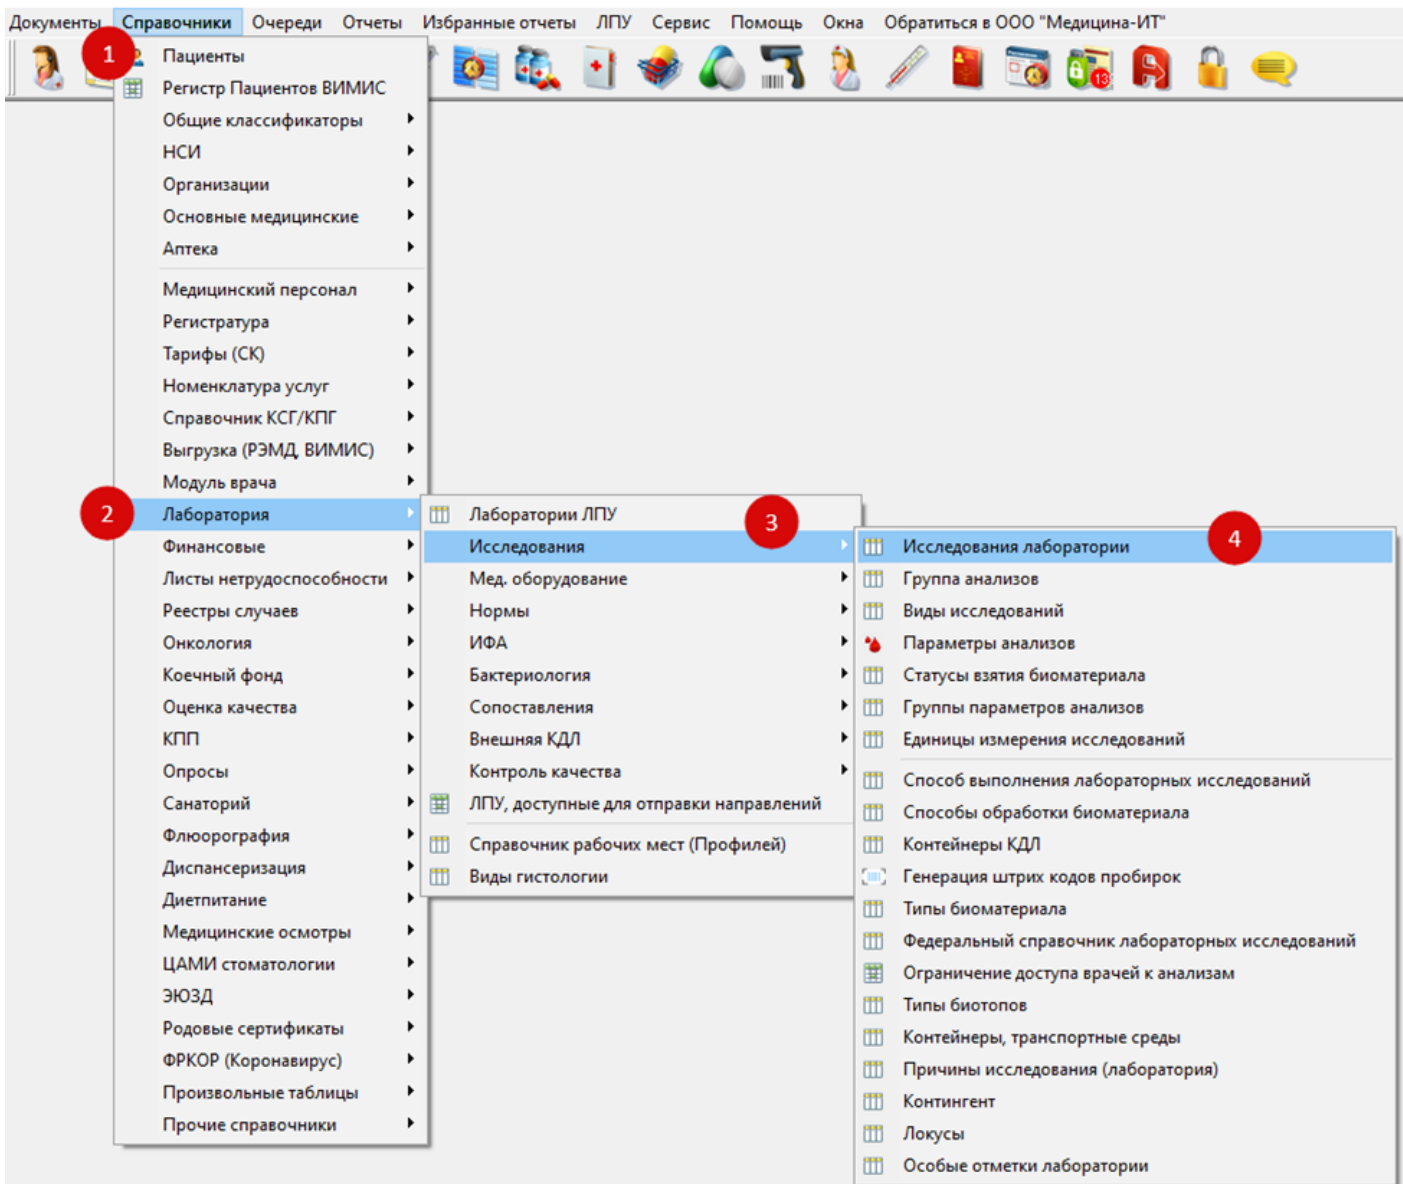 Документы Справочники Очереди Отчеты Избранные отчеты ЛПУ Сервис Помощь Окна Обратиться в ООО "Медицина-ИТ"
1
13
Пациенты
Регистр Пациентов ВИМИС
Общие классификаторы
НСИ
Организации
Основные медицинские
Аптека
Медицинский персонал
Регистратура
Тарифы (СК)
Номенклатура услуг
Справочник КСГ/КПГ
Выгрузка (РЭМД, ВИМИС)
Модуль врача
2
Лаборатория
Финансовые
Листы нетрудоспособности
Реестры случаев
Онкология
Коечный фонд
Оценка качества
КПП
Опросы
Санаторий
Флюорография
Диспансеризация
Диетпитание
Медицинские осмотры
ЦАМИ стоматологии
ЭЮЗД
Родовые сертификаты
ФРКОР (Коронавирус)
Произвольные таблицы
Прочие справочники
Лаборатории ЛПУ
3
Исследования
Мед. оборудование
Нормы
ИФА
Бактериология
Сопоставления
Внешняя КДЛ
Контроль качества
ЛПУ, доступные для отправки направлений
Справочник рабочих мест (Профилей)
Виды гистологии
Исследования лаборатории
4
Группа анализов
Виды исследований
Параметры анализов
Статусы взятия биоматериала
Группы параметров анализов
Единицы измерения исследований
Способ выполнения лабораторных исследований
Способы обработки биоматериала
Контейнеры КДЛ
Генерация штрих кодов пробирок
Типы биоматериала
Федеральный справочник лабораторных исследований
Ограничение доступа врачей к анализам
Типы биотопов
Контейнеры, транспортные среды
Причины исследования (лаборатория)
Контингент
Локусы
Особые отметки лаборатории